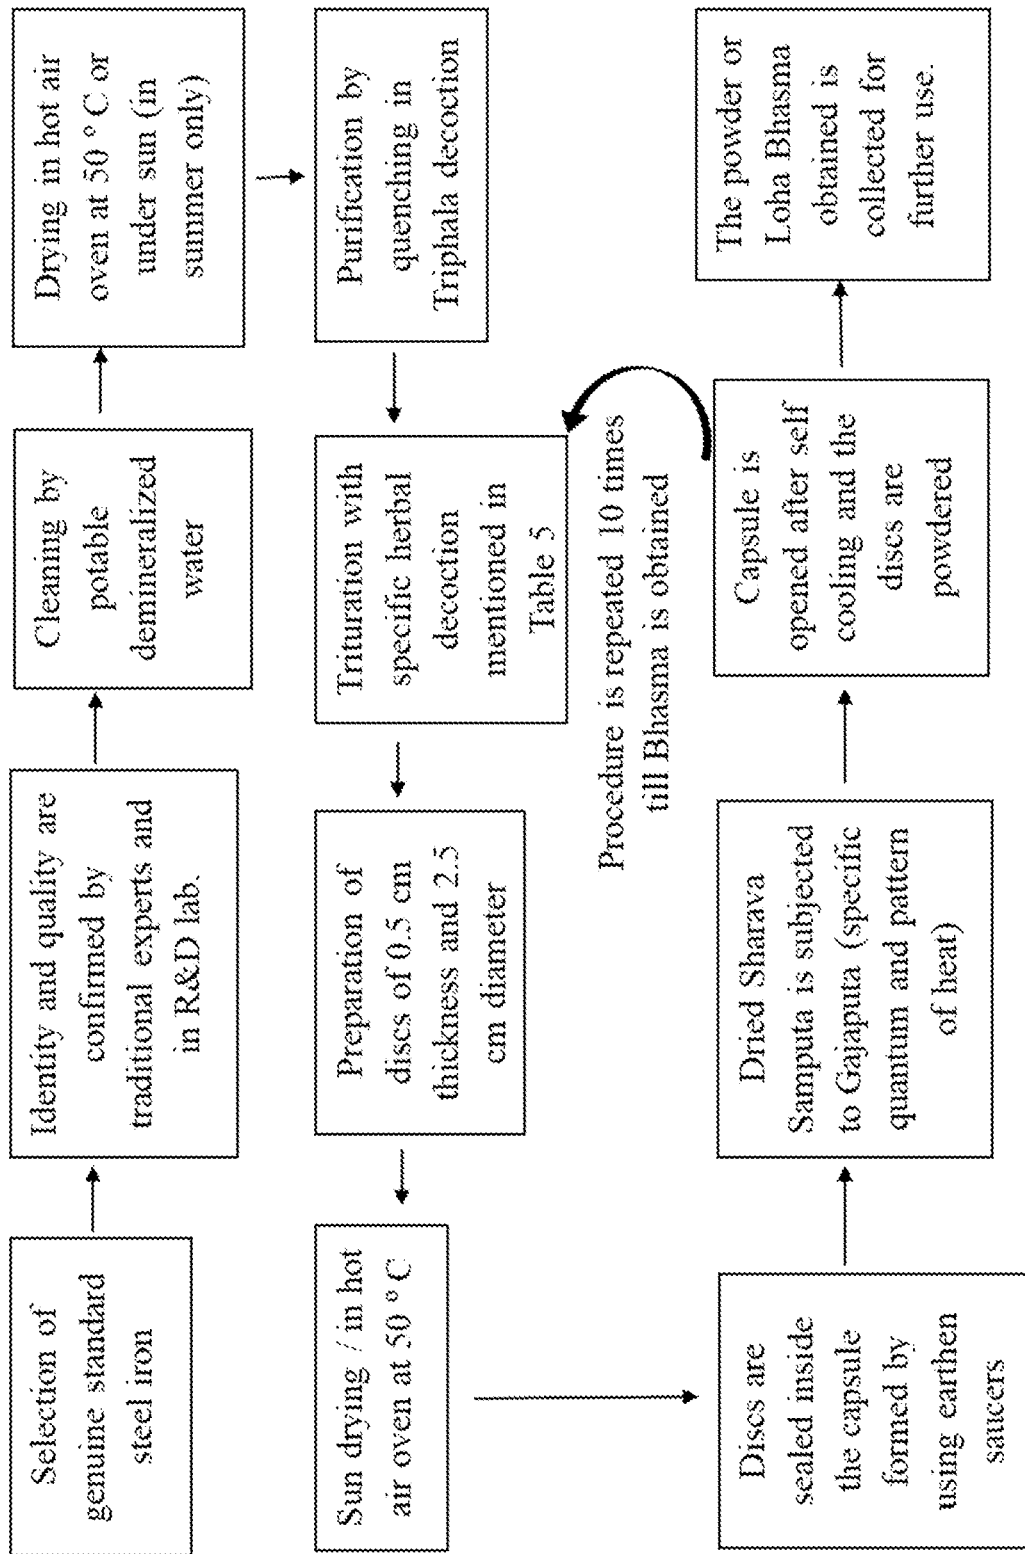 Selection of
genuine standard
steel iron
Identity and quality are
confirmed by
traditional experts and
in R&D lab.
Cleaning by
potable
demineralized
water
Drying in hot air
oven at 50 ° C or
under sun (in
summer only)
Purification by
quenching in
Triphala decoction
Trituration with
specific herbal
decoction
mentioned in
Table 5
Preparation of
discs of 0.5 cm
thickness and 2.5
cm diameter
Sun drying / in hot
air oven at 50 ° C
Discs are
sealed inside
the capsule
formed by
using earthen
saucers
Dried Sharava
Samputa is subjected
to Gajaputa (specific
quantum and pattern
of heat)
Capsule is
opened after self
cooling and the
discs are
powdered
Procedure is repeated 10 times
till Bhasma is obtained
The powder or
Loha Bhasma
obtained is
collected for
further use.